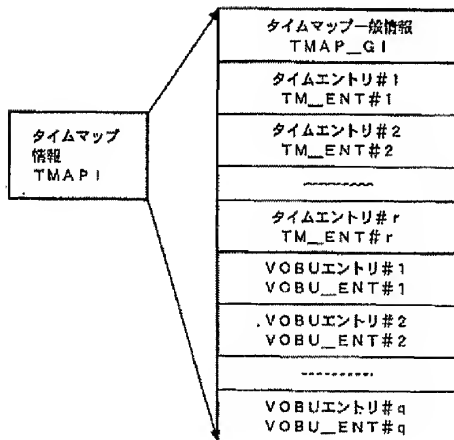 タイムマップ
情報
TMAPI
タイムマップ一般情報
TMAP_GI
タイムエントリ#1
TM_ENT#1
タイムエントリ#2
TM_ENT#2
タイムエントリ#r
TM_ENT#r
VOBUエントリ#1
VOBU_ENT#1
VOBUエントリ#2
VOBU_ENT#2
VOBUエントリ#q
VOBU_ENT#q